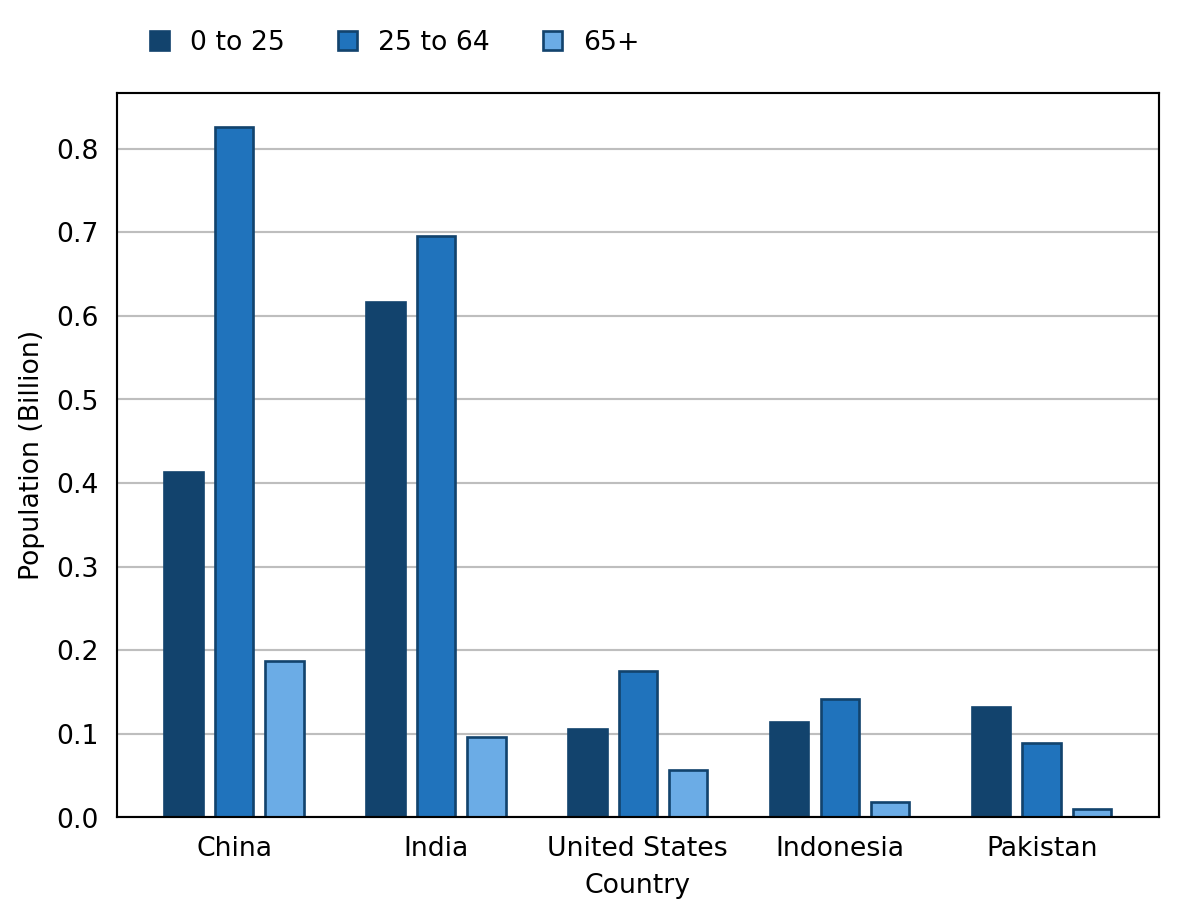 0 to 25 25 to 64 65+
0.8
0.7
0.6
0.5
0.4
0.3
0.2
0.1
0.0
Population (Billion)
China India United States Indonesia Pakistan
Country